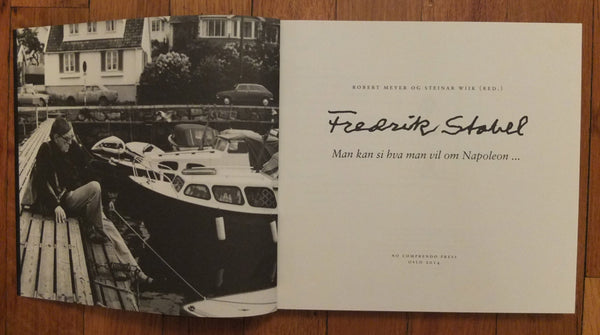 ROBERT MEYER OG STEINAR WIIK (RED.)
Fredrik Stabel
Man kan si hva man vil om Napoleon ...
NO COMPRENDO PRESS
OSLO 2014